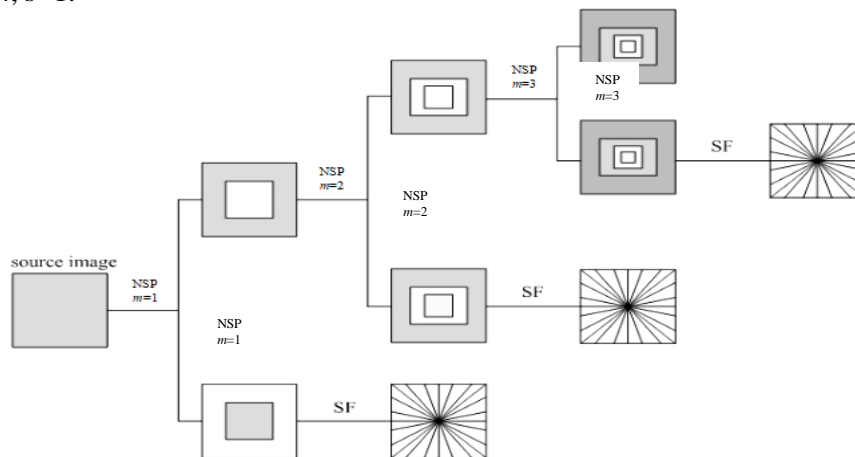 NSP
m=3
NSP
m=3
SF
NSP
m=2
NSP
m=2
source image
NSP
m=1
SF
NSP
m=1
SF